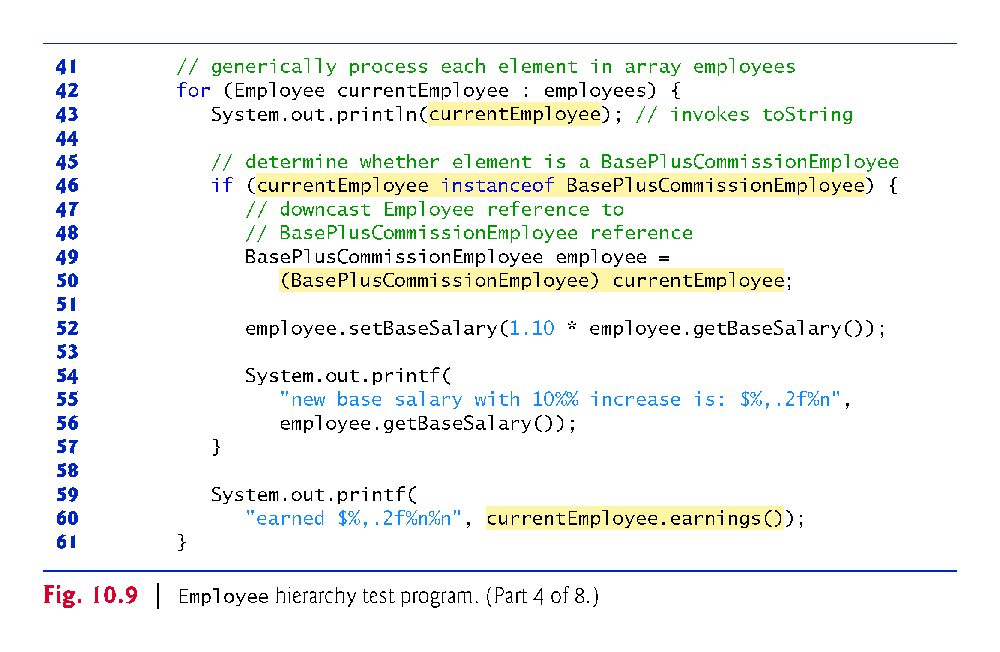 41 // generically process each element in array employees
42 for (Employee currentEmployee : employees) {
43 System.out.println(currentEmployee); // invokes toString
44
45 // determine whether element is a BasePlusCommissionEmployee
46 if (currentEmployee instanceof BasePlusCommissionEmployee) {
47 // downcast Employee reference to
48 // BasePlusCommissionEmployee reference
49 BasePlusCommissionEmployee employee =
50 (BasePlusCommissionEmployee) currentEmployee;
51
52 employee.setBaseSalary(1.10 * employee.getBaseSalary());
53
54 System.out.printf(
55 "new base salary with 10%% increase is: $%,.2f%n",
56 employee.getBaseSalary());
57 }
58
59 System.out.printf(
60 "earned $%,.2f%n%n", currentEmployee.earnings());
61 }
Fig. 10.9 | Employee hierarchy test program. (Part 4 of 8.)